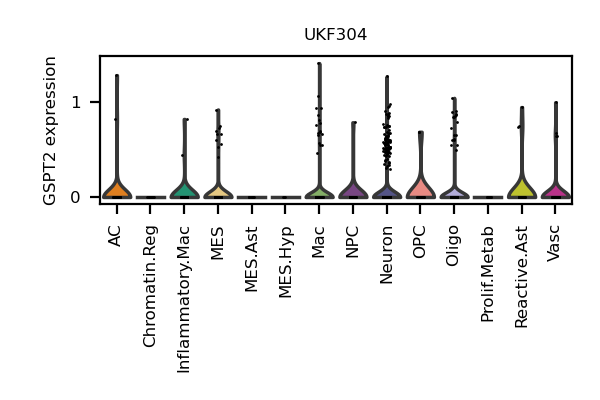 UKF304
GSPT2 expression
1
0
AC
Chromatin.Reg
Inflammatory.Mac
MES
MES.Ast
MES.Hyp
Mac
NPC
Neuron
OPC
Oligo
Prolif.Metab
Reactive.Ast
Vasc